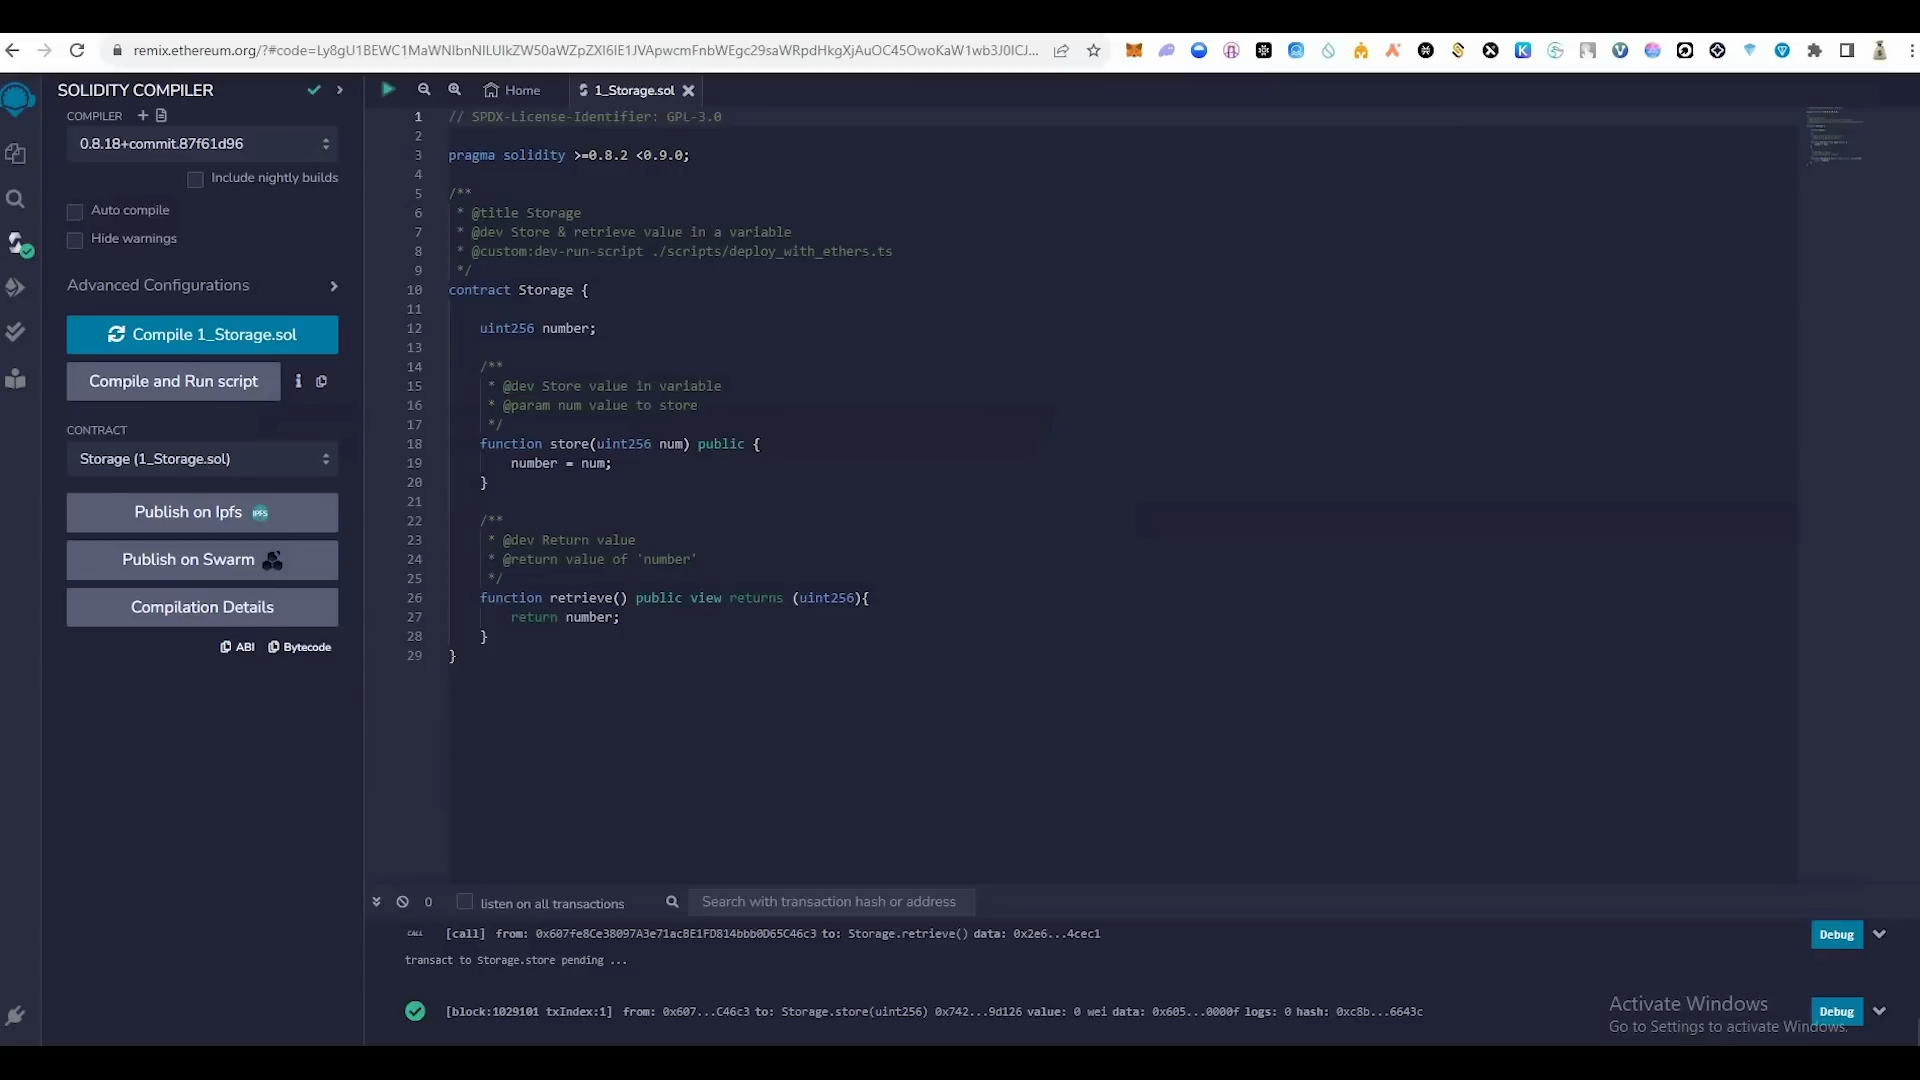 remix.ethereum.org/?#code=Ly8gU1BEWC1MaWNlbnNlLUlkZW50aWZpZXI6IE1JVApwcmFnbWEgc29saWRpdHkgXjAuOC45OwoKaW1wb3J0ICJ...
SOLIDITY COMPILER
COMPILER
0.8.18+commit.87f61d96
Include nightly builds
Auto compile
Hide warnings
Advanced Configurations
Compile 1_Storage.sol
Compile and Run script
CONTRACT
Storage (1_Storage.sol)
Publish on Ipfs IPFS
Publish on Swarm
Compilation Details
ABI Bytecode
Home 1_Storage.sol
1 // SPDX-License-Identifier: GPL-3.0
2
3 pragma solidity >=0.8.2 <0.9.0;
4
5 /**
6 * @title Storage
7 * @dev Store & retrieve value in a variable
8 * @custom:dev-run-script ./scripts/deploy_with_ethers.ts
9 */
10 contract Storage {
11
12 uint256 number;
13
14 /**
15 * @dev Store value in variable
16 * @param num value to store
17 */
18 function store(uint256 num) public {
19 number = num;
20 }
21
22 /**
23 * @dev Return value
24 * @return value of 'number'
25 */
26 function retrieve() public view returns (uint256){
27 return number;
28 }
29 }
0 listen on all transactions Search with transaction hash or address
CALL [call] from: 0x607fe8Ce38097A3e71acBE1FD814bbb0D65C46c3 to: Storage.retrieve() data: 0x2e6...4cec1 Debug
transact to Storage.store pending ...
[block:1029101 txIndex:1] from: 0x607...C46c3 to: Storage.store(uint256) 0x742...9d126 value: 0 wei data: 0x605...0000f logs: 0 hash: 0xc8b...6643c Debug
Activate Windows
Go to Settings to activate Windows.